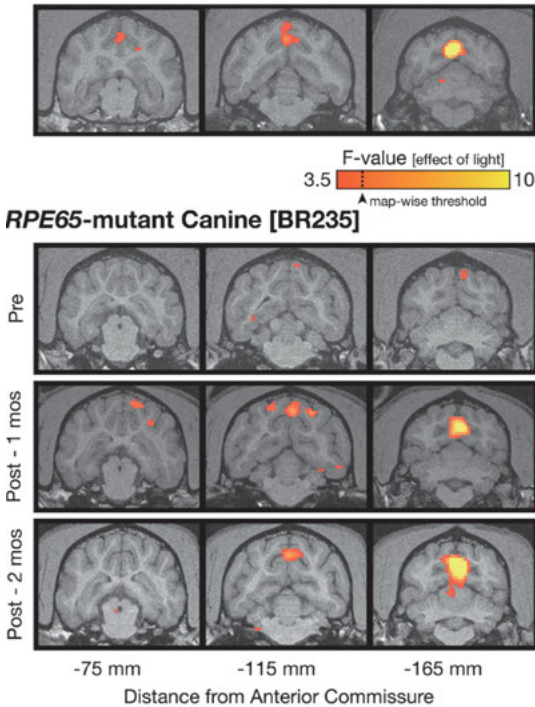 F-value [effect of light]
3.5 10
map-wise threshold
RPE65-mutant Canine [BR235]
Pre
Post - 1 mos
Post - 2 mos
-75 mm -115 mm -165 mm
Distance from Anterior Commissure